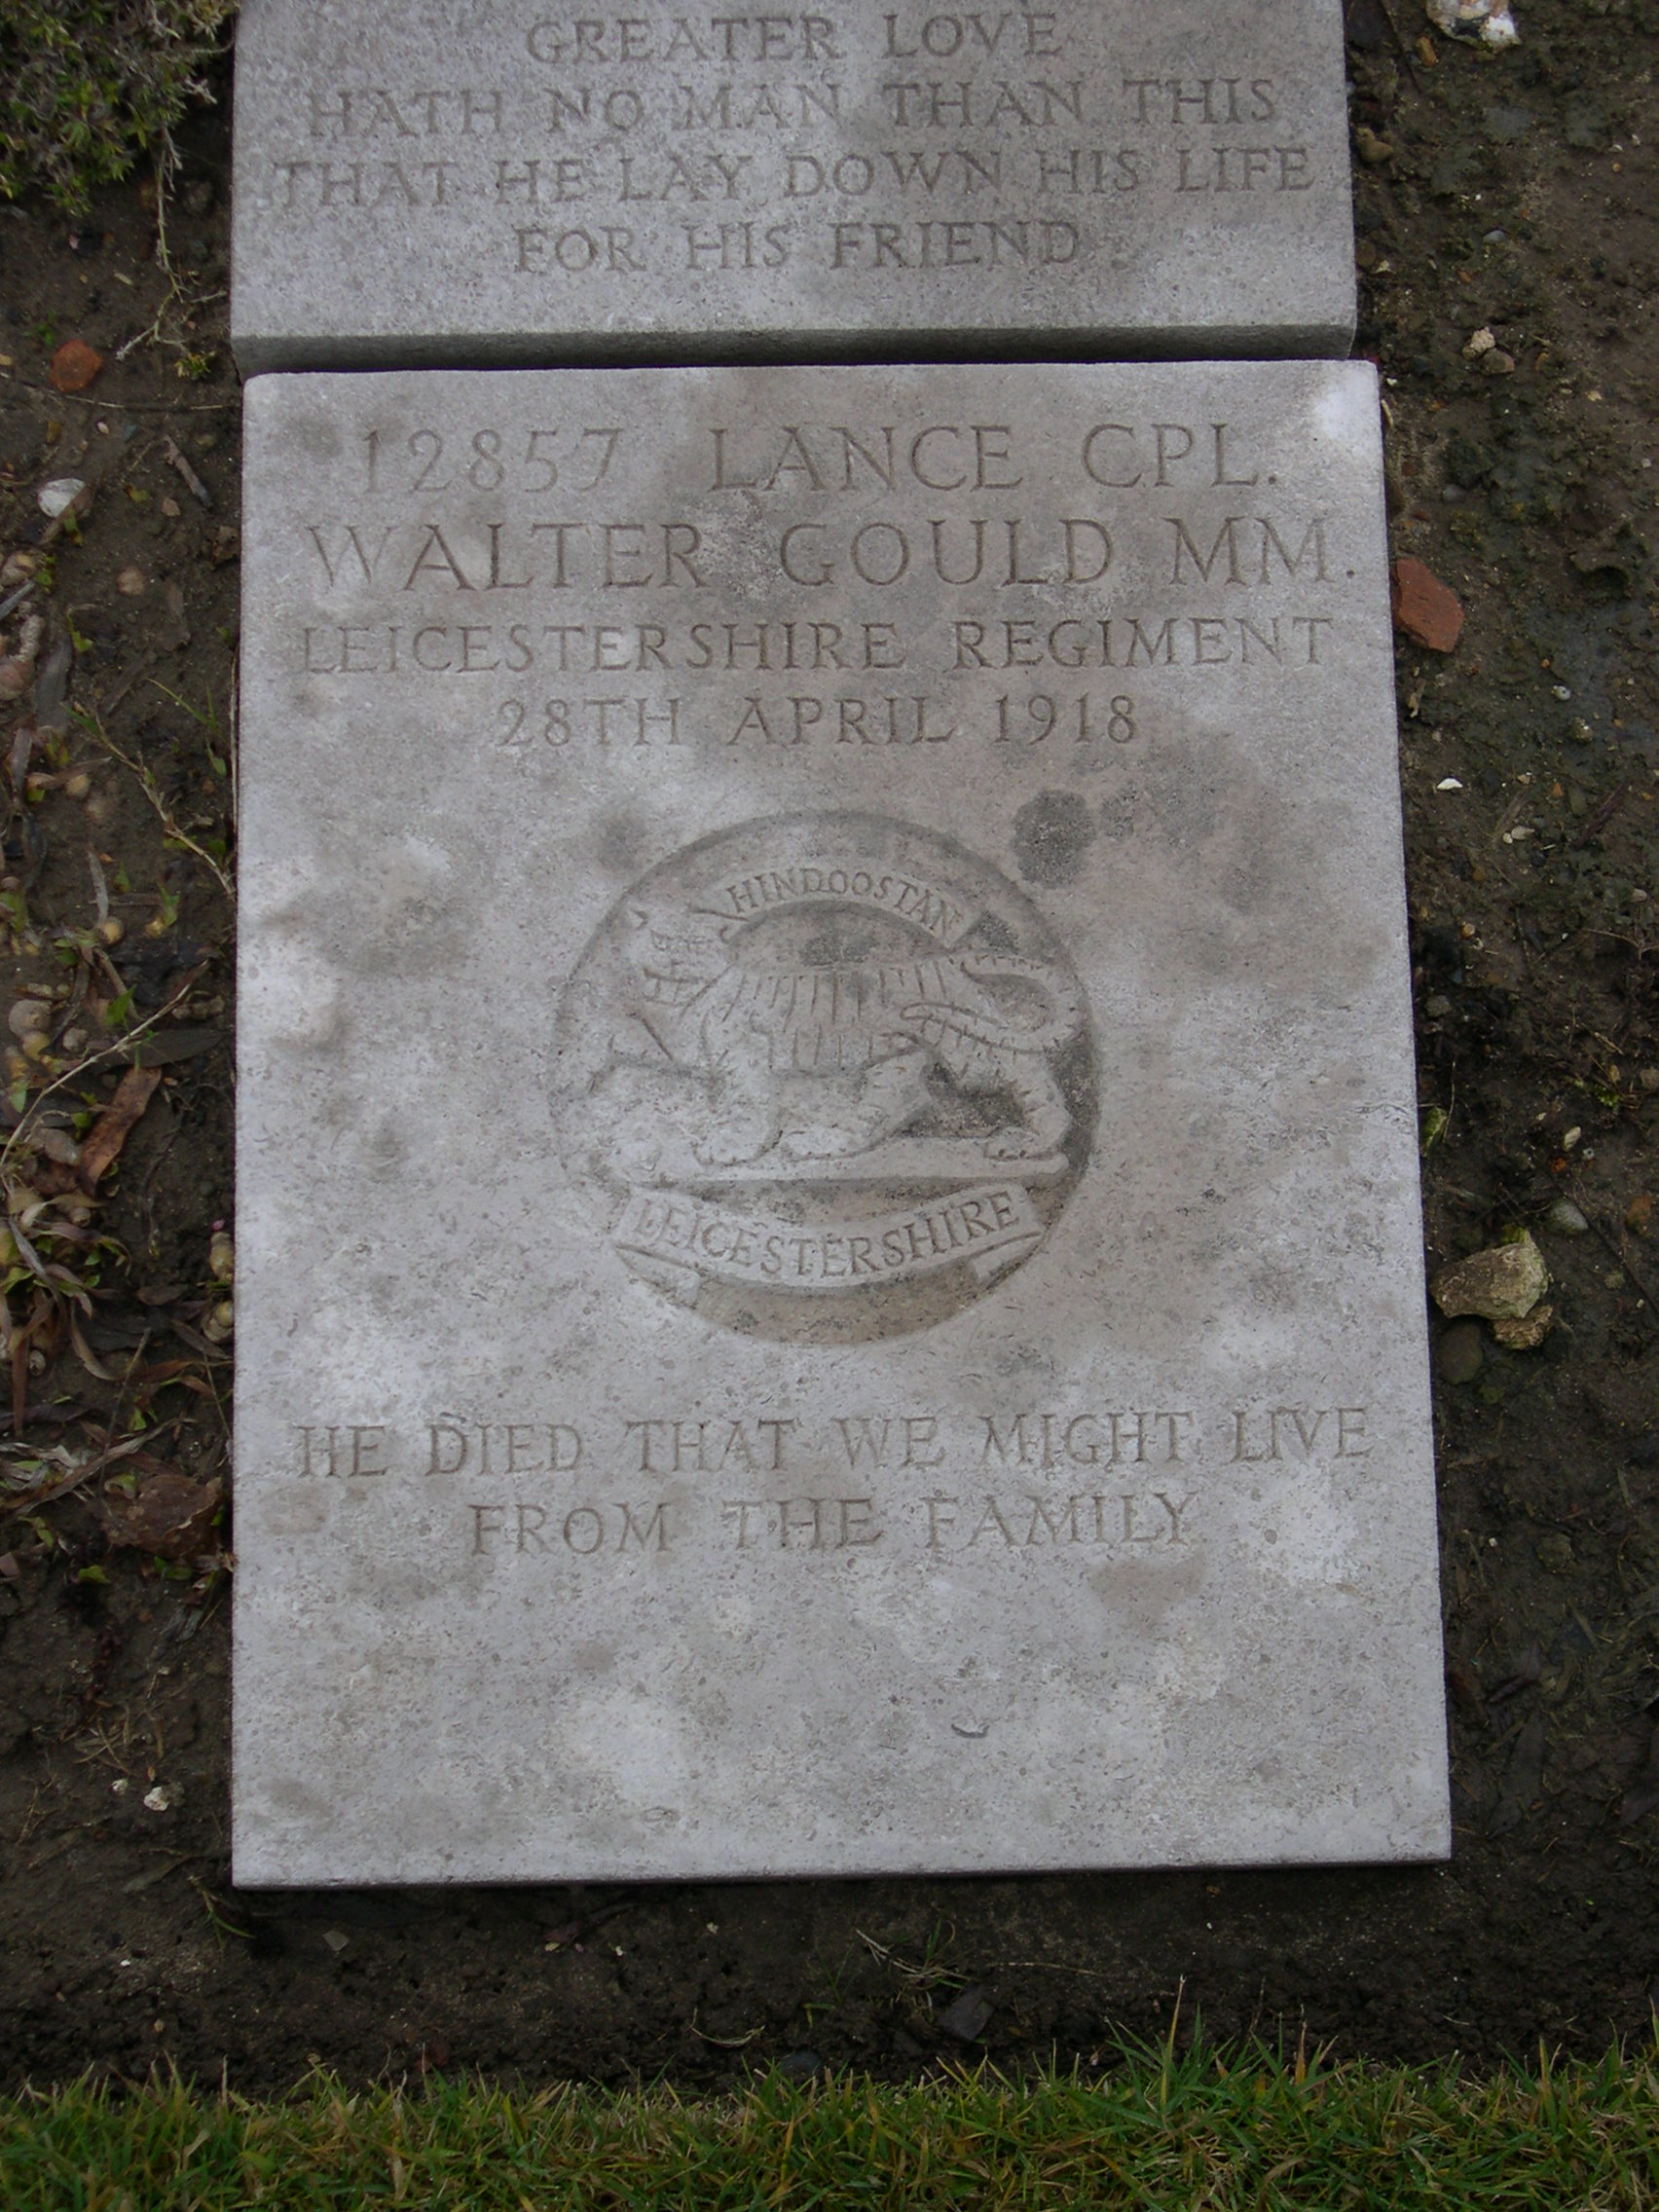 GREATER LOVE
HATH NO MAN THAN THIS
THAT HE LAY DOWN HIS LIFE
FOR HIS FRIEND
12857 LANCE CPL.
WALTER GOULD MM.
LEICESTERSHIRE REGIMENT
28TH APRIL 1918
HINDOOSTAN
LEICESTERSHIRE
HE DIED THAT WE MIGHT LIVE
FROM THE FAMILY